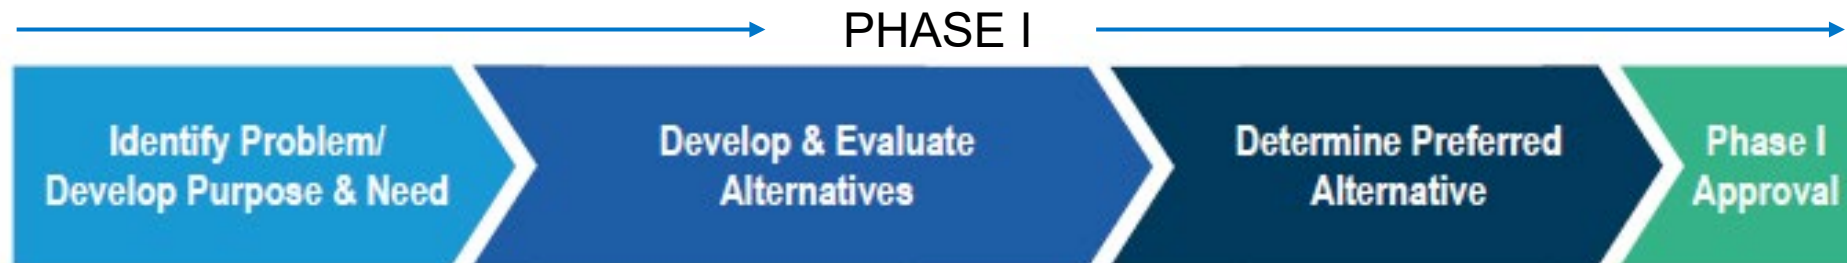 PHASE I
Identify Problem/
Develop Purpose & Need
Develop & Evaluate
Alternatives
Determine Preferred
Alternative
Phase I
Approval